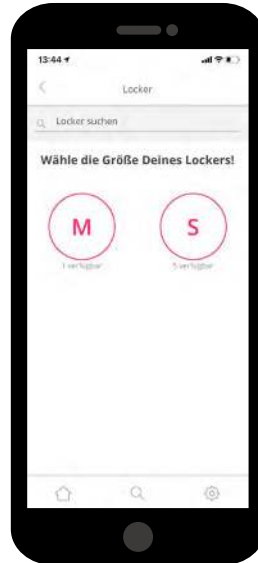 13:44
Locker
Locker suchen
Wähle die Größe Deines Lockers!
M S
1 verfügbar 5 verfügbar